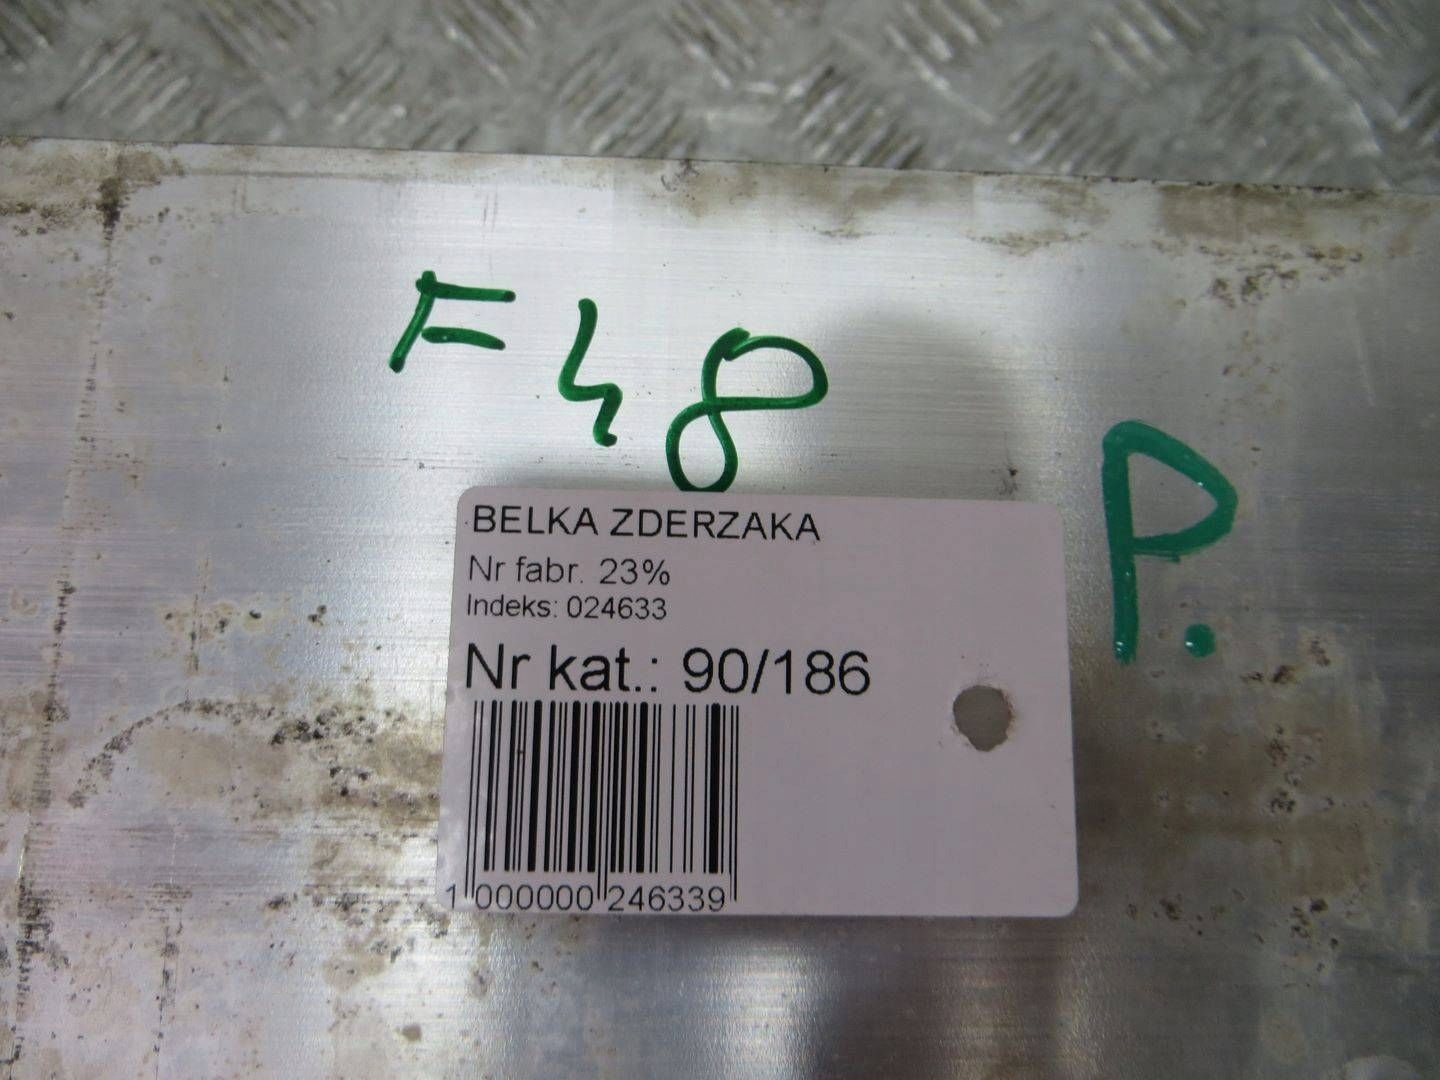 F48
P.
BELKA ZDERZAKA
Nr fabr. 23%
Indeks: 024633
Nr kat.: 90/186
1 000000 246339